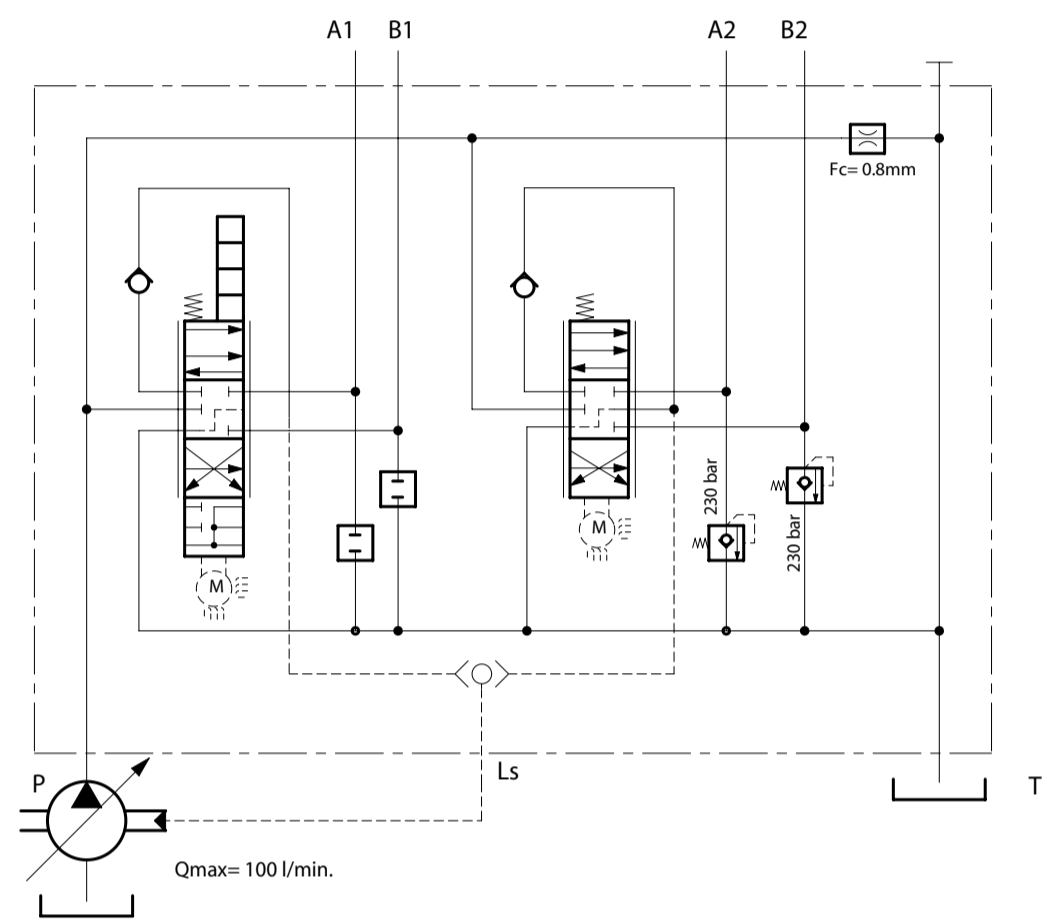 A1 B1 A2 B2
Fc= 0.8mm
230 bar
230 bar
M
M
Ls
P
T
Qmax= 100 l/min.